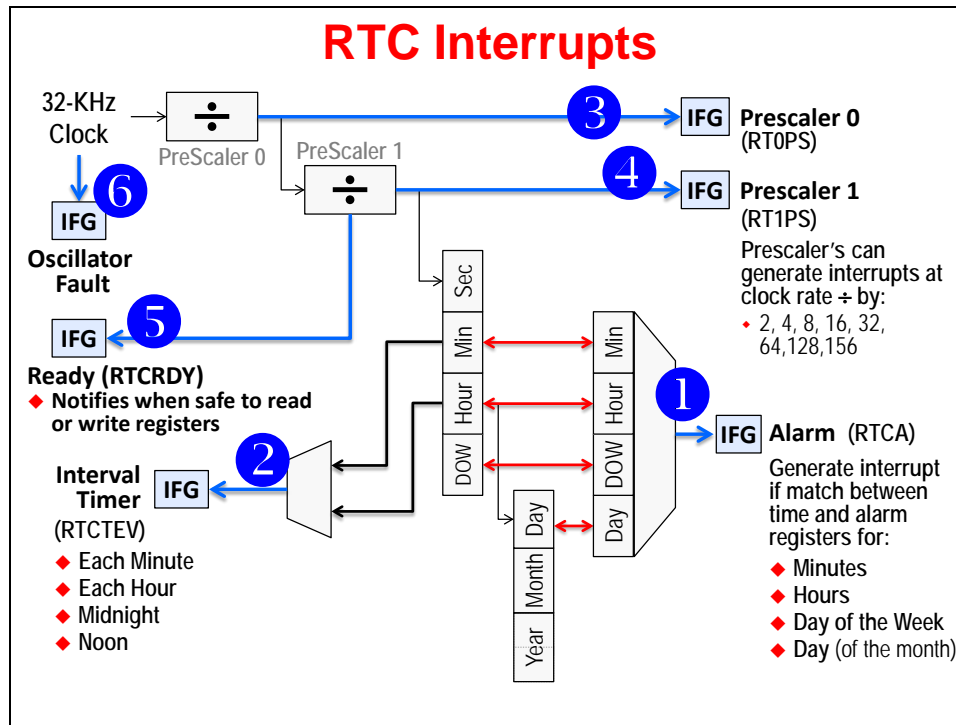 RTC Interrupts
32-KHz
Clock
÷
PreScaler 0
3
IFG
Prescaler 0
(RT0PS)
PreScaler 1
÷
4
IFG
Prescaler 1
(RT1PS)
Prescaler's can
generate interrupts at
clock rate ÷ by:
2, 4, 8, 16, 32,
64,128,156
6
IFG
Oscillator
Fault
5
IFG
Ready (RTCRDY)
Notifies when safe to read
or write registers
Sec
Min
Hour
DOW
Day
Month
Year
Min
Hour
DOW
Day
1
IFG
Alarm (RTCA)
Generate interrupt
if match between
time and alarm
registers for:
Minutes
Hours
Day of the Week
Day (of the month)
2
IFG
Interval
Timer
(RTCTEV)
Each Minute
Each Hour
Midnight
Noon